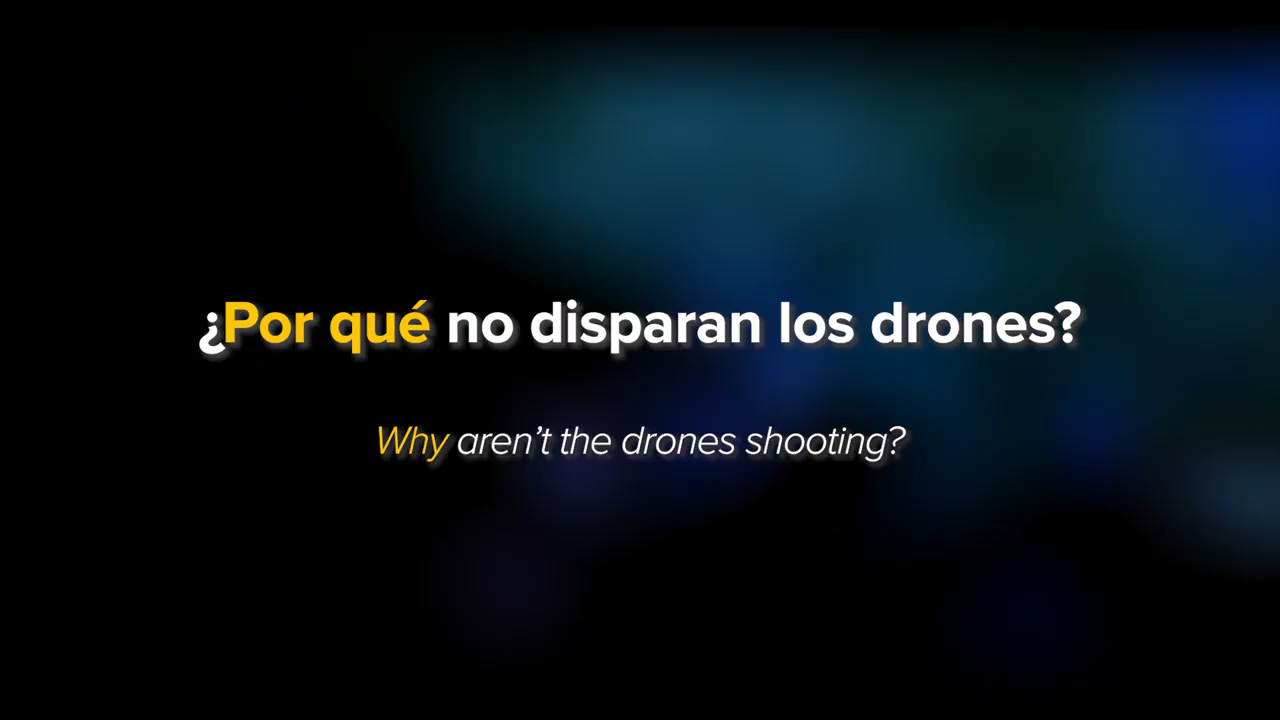 ¿Por qué no disparan los drones?
Why aren’t the drones shooting?